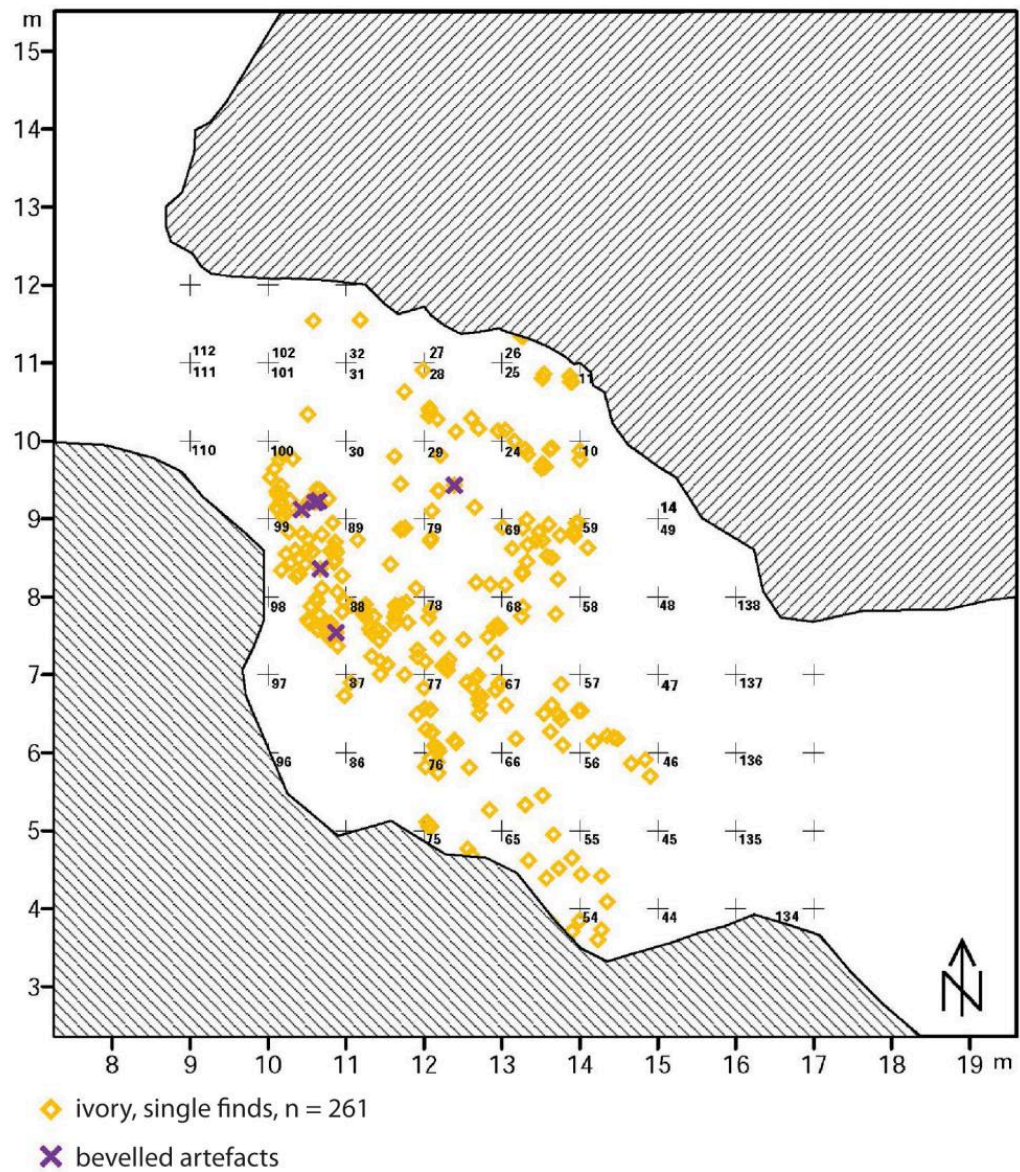 m
15
14
13
12
112 102 32 27 26
11
111 101 31 28 25 11
10
110 100 30 29 24 10
14
9
99 89 79 69 59 49
8
98 88 78 68 58 48 138
7
97 87 77 67 57 47 137
6
96 86 76 66 56 46 136
5
75 65 55 45 135
4
54 44 134
3
N
8 9 10 11 12 13 14 15 16 17 18 19 m
ivory, single finds, n = 261
bevelled artefacts